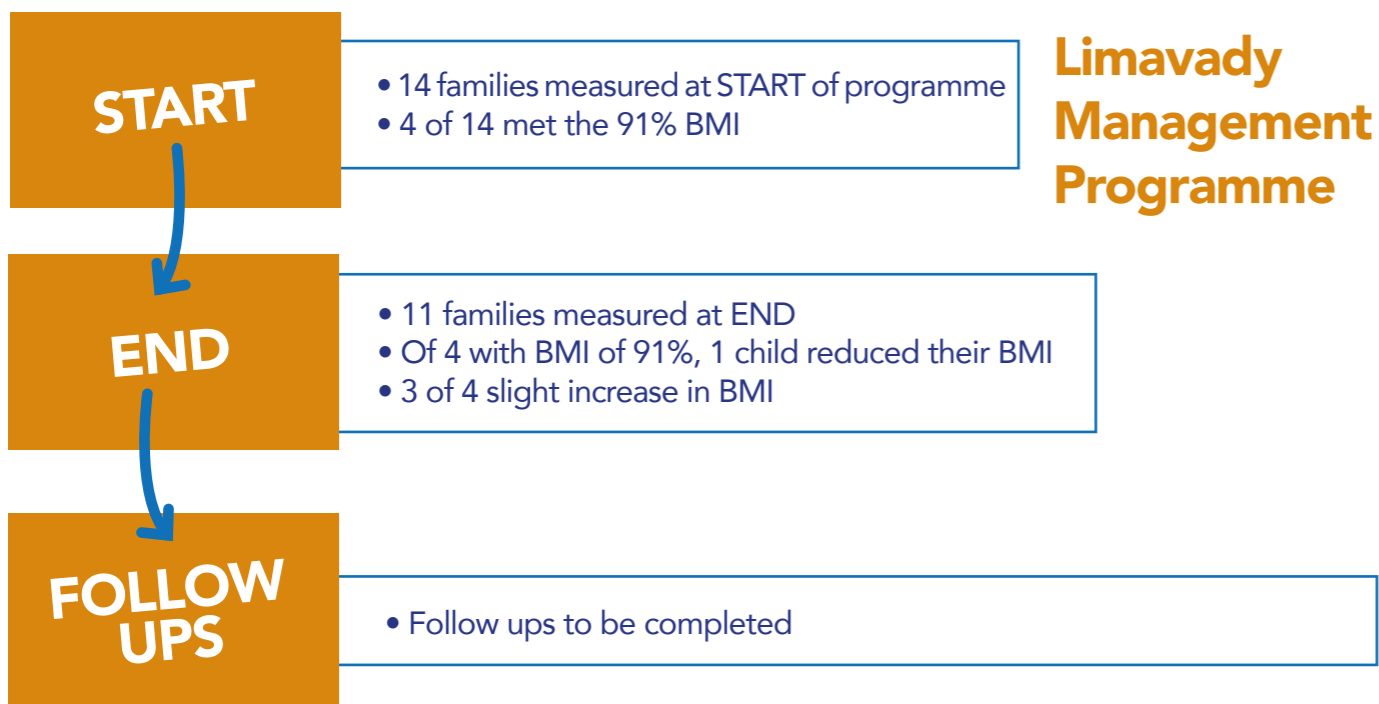 START
• 14 families measured at START of programme
• 4 of 14 met the 91% BMI
Limavady
Management
Programme
END
• 11 families measured at END
• Of 4 with BMI of 91%, 1 child reduced their BMI
• 3 of 4 slight increase in BMI
FOLLOW
UPS
• Follow ups to be completed